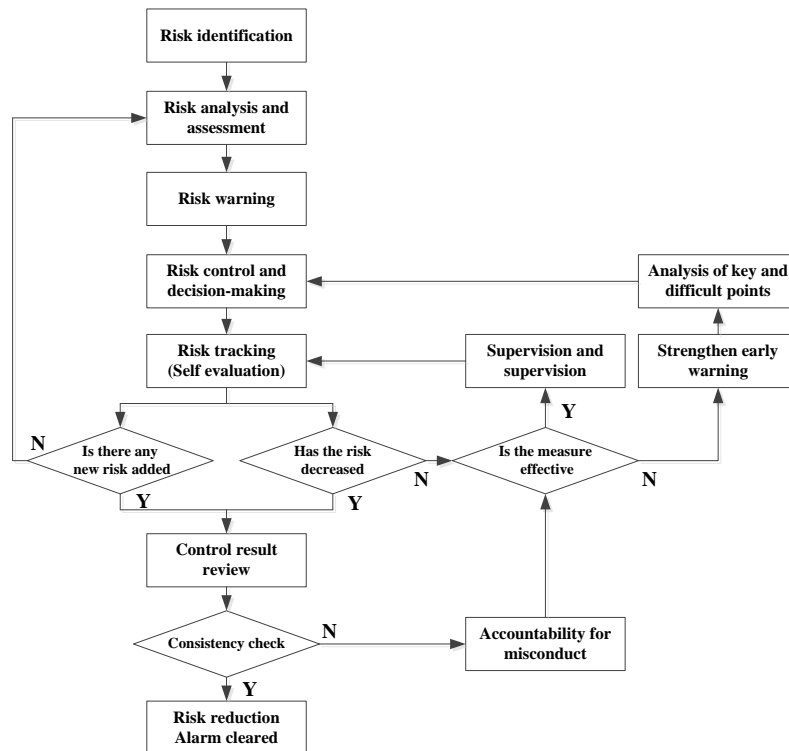 Risk identification
Risk analysis and
assessment
Risk warning
Risk control and
decision-making
Analysis of key and
difficult points
Risk tracking
(Self evaluation)
Supervision and
supervision
Strengthen early
warning
N
Is there any
new risk added
Y
Has the risk
decreased
N
Y
Is the measure
effective
Y
N
Control result
review
Consistency check
N
Y
Accountability for
misconduct
Risk reduction
Alarm cleared